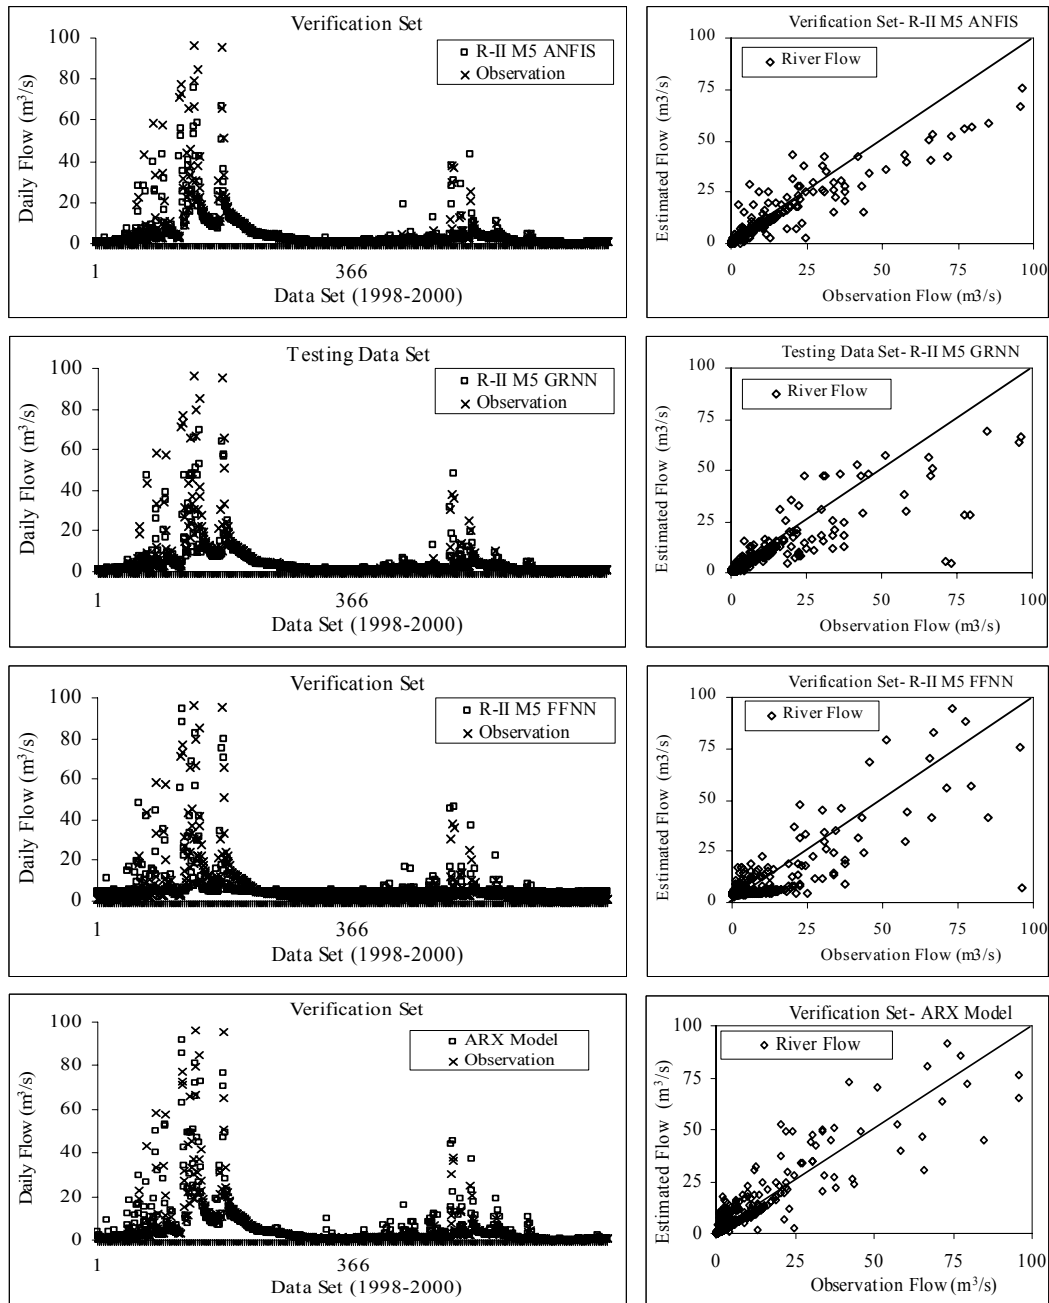 Verification Set
R-II M5 ANFIS
Observation
Daily Flow (m³/s)
100
80
60
40
20
0
1
366
Data Set (1998-2000)
Verification Set- R-II M5 ANFIS
River Flow
Estimated Flow (m3/s)
100
75
50
25
0
0
25
50
75
100
Observation Flow (m3/s)
Testing Data Set
R-II M5 GRNN
Observation
Daily Flow (m³/s)
100
80
60
40
20
0
1
366
Data Set (1998-2000)
Testing Data Set- R-II M5 GRNN
River Flow
Estimated Flow (m3/s)
100
75
50
25
0
0
25
50
75
100
Observation Flow (m3/s)
Verification Set
R-II M5 FFNN
Observation
Daily Flow (m³/s)
100
80
60
40
20
0
1
366
Data Set (1998-2000)
Verification Set- R-II M5 FFNN
River Flow
Estimated Flow (m3/s)
100
75
50
25
0
0
25
50
75
100
Observation Flow (m3/s)
Verification Set
ARX Model
Observation
Daily Flow (m³/s)
100
80
60
40
20
0
1
366
Data Set (1998-2000)
Verification Set- ARX Model
River Flow
Estimated Flow (m³/s)
100
75
50
25
0
0
25
50
75
100
Observation Flow (m³/s)